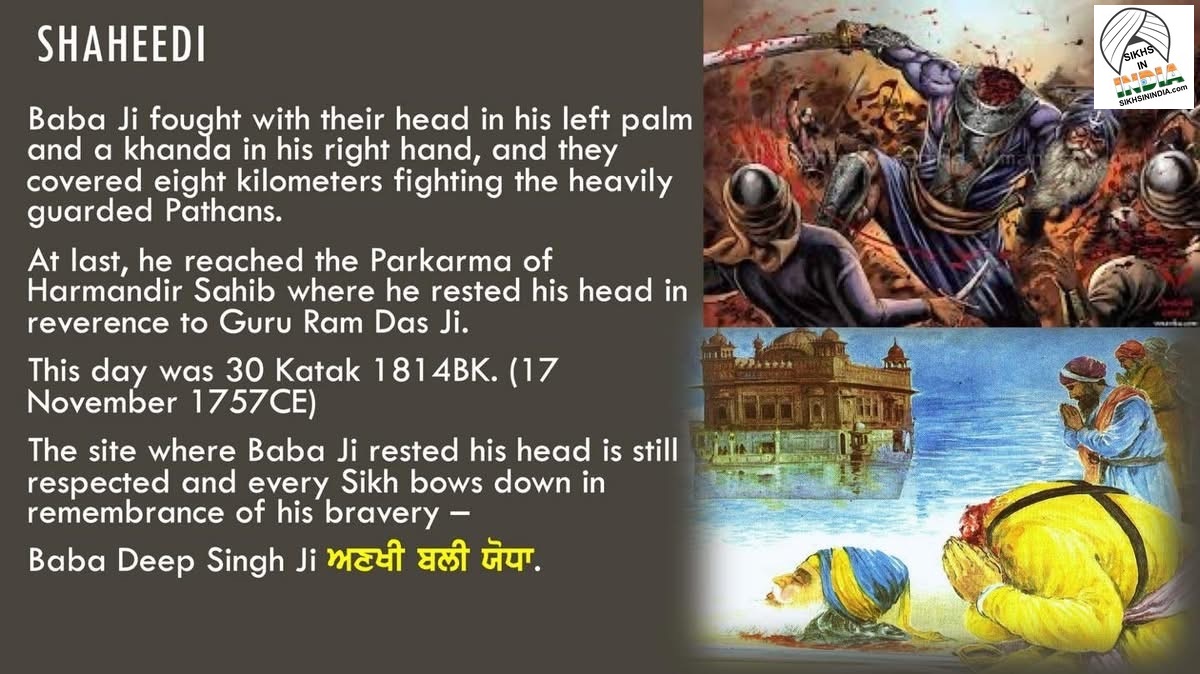 SHAHEEDI
Baba Ji fought with their head in his left palm
and a khanda in his right hand, and they
covered eight kilometers fighting the heavily
guarded Pathans.
At last, he reached the Parkarma of
Harmandir Sahib where he rested his head in
reverence to Guru Ram Das Ji.
This day was 30 Katak 1814BK. (17
November 1757CE)
The site where Baba Ji rested his head is still
respected and every Sikh bows down in
remembrance of his bravery –
Baba Deep Singh Ji ਅਣਖੀ ਬਲੀ ਯੋਧਾ.
SIKHS
IN
INDIA
SIKHSININDIA.com